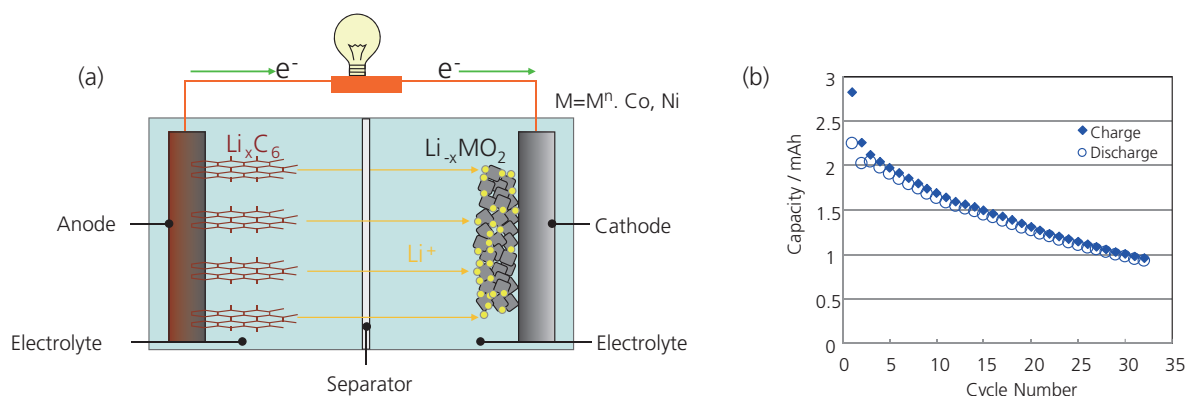 (a)
e-
e-
M=Mⁿ. Co, Ni
LiₓC₆
Li₋ₓMO₂
Anode
Cathode
Li⁺
Electrolyte
Electrolyte
Separator
(b)
3
2.5
2
1.5
1
0.5
0
Capacity / mAh
Charge
Discharge
0 5 10 15 20 25 30 35
Cycle Number